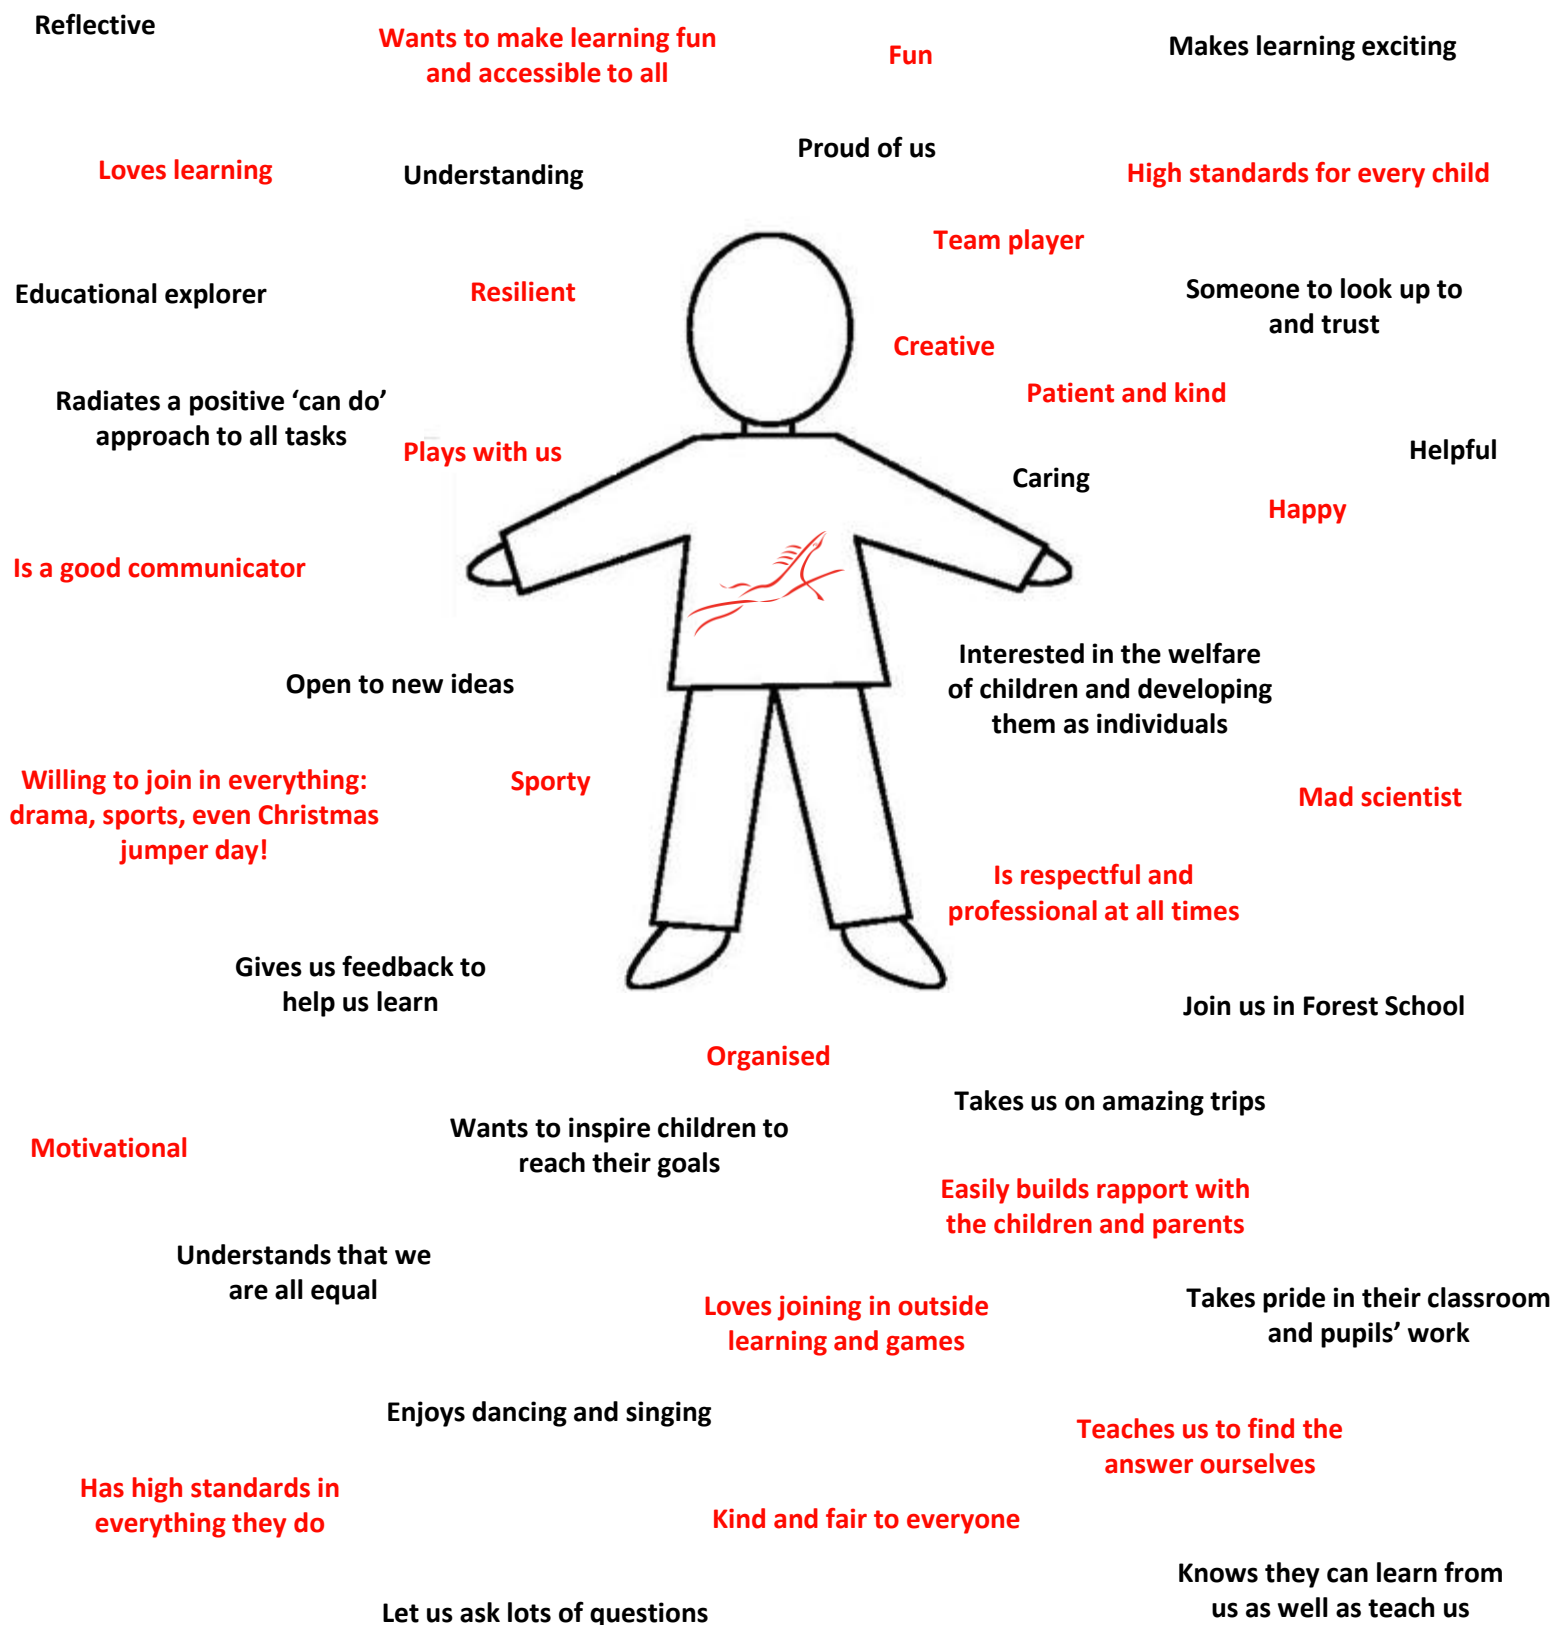 Reflective
Wants to make learning fun
and accessible to all
Fun
Makes learning exciting
Proud of us
Loves learning
Understanding
High standards for every child
Team player
Educational explorer
Resilient
Someone to look up to
and trust
Creative
Patient and kind
Radiates a positive ‘can do’
approach to all tasks
Plays with us
Helpful
Caring
Happy
Is a good communicator
Open to new ideas
Interested in the welfare
of children and developing
them as individuals
Willing to join in everything:
drama, sports, even Christmas
jumper day!
Sporty
Mad scientist
Is respectful and
professional at all times
Gives us feedback to
help us learn
Join us in Forest School
Organised
Takes us on amazing trips
Motivational
Wants to inspire children to
reach their goals
Easily builds rapport with
the children and parents
Understands that we
are all equal
Loves joining in outside
learning and games
Takes pride in their classroom
and pupils’ work
Enjoys dancing and singing
Teaches us to find the
answer ourselves
Has high standards in
everything they do
Kind and fair to everyone
Knows they can learn from
us as well as teach us
Let us ask lots of questions